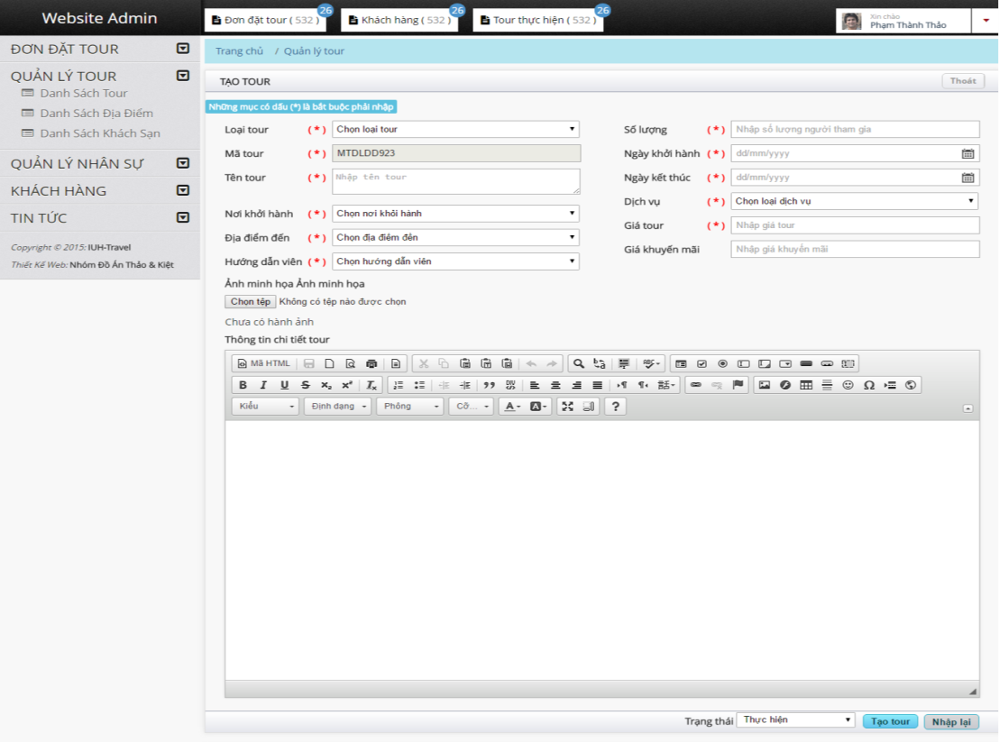 Website Admin
Đơn đặt tour ( 532 ) 26
Khách hàng ( 532 ) 26
Tour thực hiện ( 532 ) 26
Xin chào
Phạm Thành Thảo
ĐƠN ĐẶT TOUR
QUẢN LÝ TOUR
Danh Sách Tour
Danh Sách Địa Điểm
Danh Sách Khách Sạn
QUẢN LÝ NHÂN SỰ
KHÁCH HÀNG
TIN TỨC
Copyright © 2015: IUH-Travel
Thiết Kế Web: Nhóm Đồ Án Thảo & Kiệt
Trang chủ / Quản lý tour
TẠO TOUR
Thoát
Những mục có dấu (*) là bắt buộc phải nhập
Loại tour (*) Chọn loại tour
Mã tour (*) MTDLDD923
Tên tour (*) Nhập tên tour
Nơi khởi hành (*) Chọn nơi khởi hành
Địa điểm đến (*) Chọn địa điểm đến
Hướng dẫn viên (*) Chọn hướng dẫn viên
Số lượng (*) Nhập số lượng người tham gia
Ngày khởi hành (*) dd/mm/yyyy
Ngày kết thúc (*) dd/mm/yyyy
Dịch vụ (*) Chọn loại dịch vụ
Giá tour (*) Nhập giá tour
Giá khuyến mãi Nhập giá khuyến mãi
Ảnh minh họa Ảnh minh họa
Chọn tệp Không có tệp nào được chọn
Chưa có hành ảnh
Thông tin chi tiết tour
Mã HTML
B I U S x₂ x² Tx
Kiểu Định dạng Phông Cỡ... A A ?
Trạng thái Thực hiện Tạo tour Nhập lại